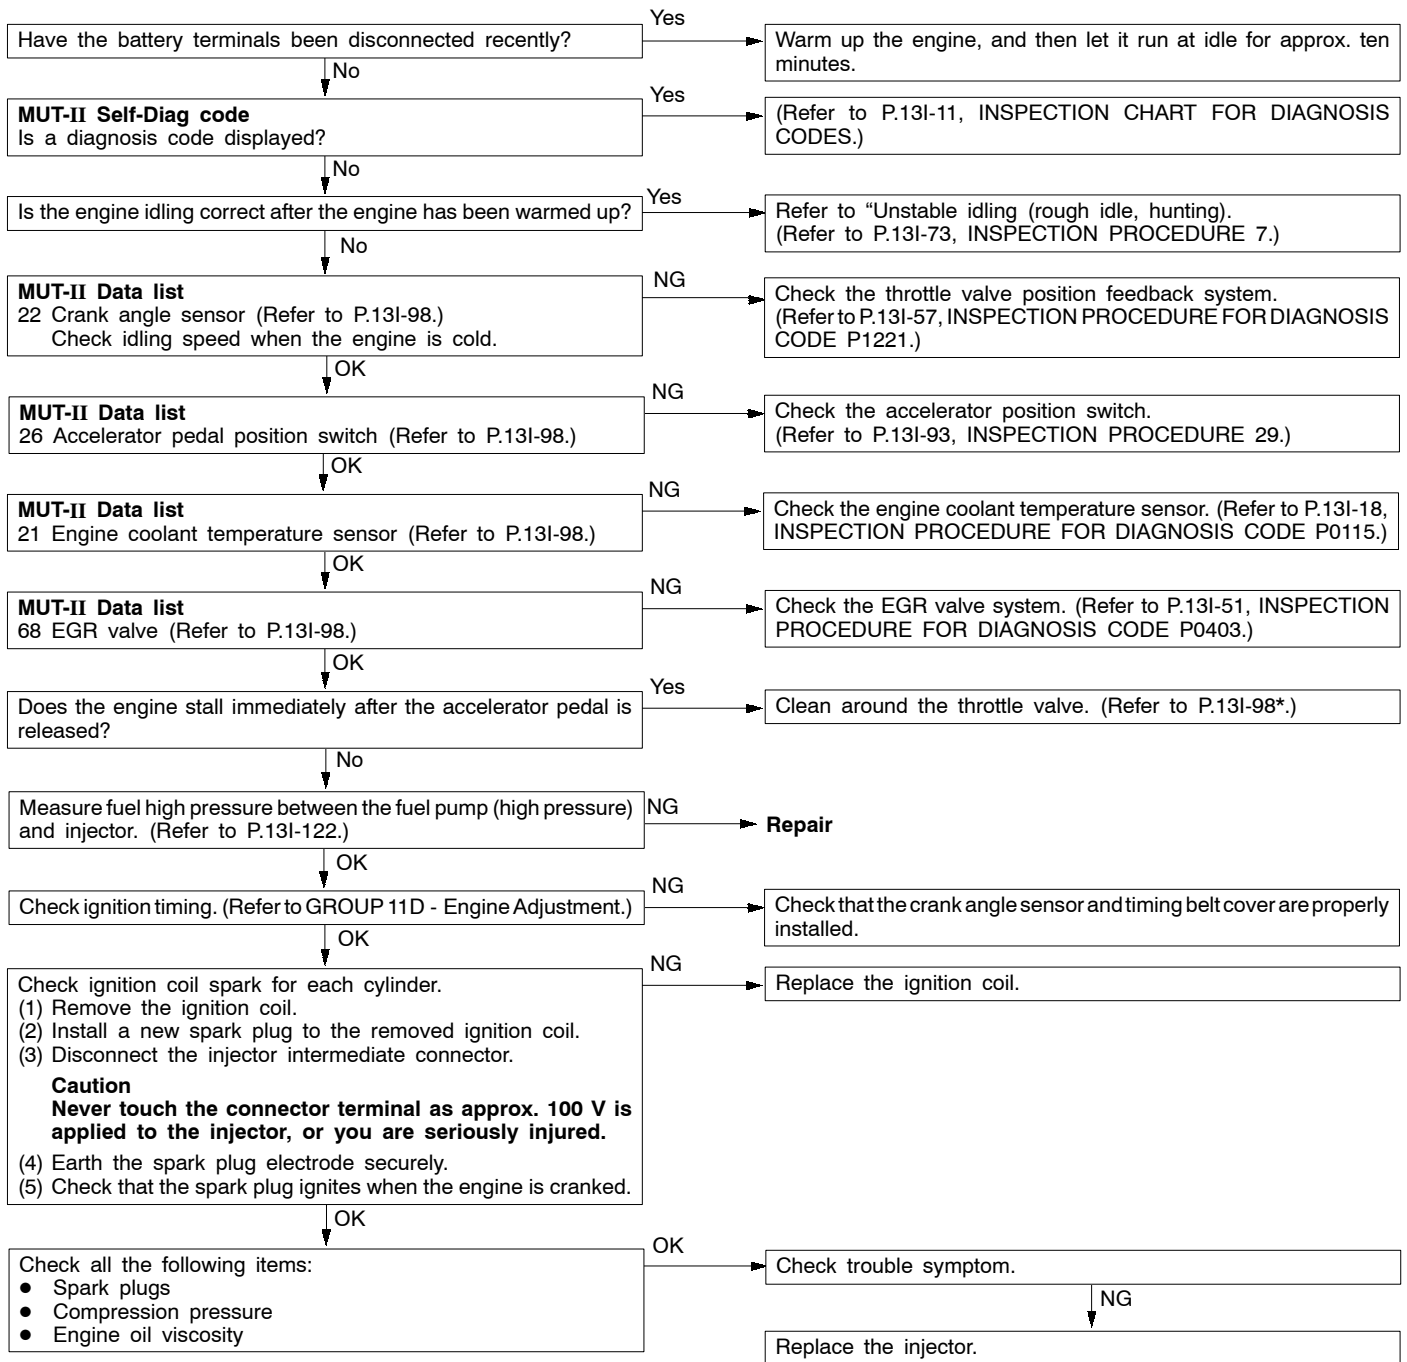 Have the battery terminals been disconnected recently?
Yes
Warm up the engine, and then let it run at idle for approx. ten
minutes.
No
MUT-II Self-Diag code
Is a diagnosis code displayed?
Yes
(Refer to P.13I-11, INSPECTION CHART FOR DIAGNOSIS
CODES.)
No
Is the engine idling correct after the engine has been warmed up?
Yes
Refer to “Unstable idling (rough idle, hunting).
(Refer to P.13I-73, INSPECTION PROCEDURE 7.)
No
MUT-II Data list
22 Crank angle sensor (Refer to P.13I-98.)
Check idling speed when the engine is cold.
NG
Check the throttle valve position feedback system.
(Refer to P.13I-57, INSPECTION PROCEDURE FOR DIAGNOSIS
CODE P1221.)
OK
MUT-II Data list
26 Accelerator pedal position switch (Refer to P.13I-98.)
NG
Check the accelerator position switch.
(Refer to P.13I-93, INSPECTION PROCEDURE 29.)
OK
MUT-II Data list
21 Engine coolant temperature sensor (Refer to P.13I-98.)
NG
Check the engine coolant temperature sensor. (Refer to P.13I-18,
INSPECTION PROCEDURE FOR DIAGNOSIS CODE P0115.)
OK
MUT-II Data list
68 EGR valve (Refer to P.13I-98.)
NG
Check the EGR valve system. (Refer to P.13I-51, INSPECTION
PROCEDURE FOR DIAGNOSIS CODE P0403.)
OK
Does the engine stall immediately after the accelerator pedal is
released?
Yes
Clean around the throttle valve. (Refer to P.13I-98*.)
No
Measure fuel high pressure between the fuel pump (high pressure)
and injector. (Refer to P.13I-122.)
NG
Repair
OK
Check ignition timing. (Refer to GROUP 11D - Engine Adjustment.)
NG
Check that the crank angle sensor and timing belt cover are properly
installed.
OK
Check ignition coil spark for each cylinder.
(1) Remove the ignition coil.
(2) Install a new spark plug to the removed ignition coil.
(3) Disconnect the injector intermediate connector.
Caution
Never touch the connector terminal as approx. 100 V is
applied to the injector, or you are seriously injured.
(4) Earth the spark plug electrode securely.
(5) Check that the spark plug ignites when the engine is cranked.
NG
Replace the ignition coil.
OK
Check all the following items:
● Spark plugs
● Compression pressure
● Engine oil viscosity
OK
Check trouble symptom.
NG
Replace the injector.